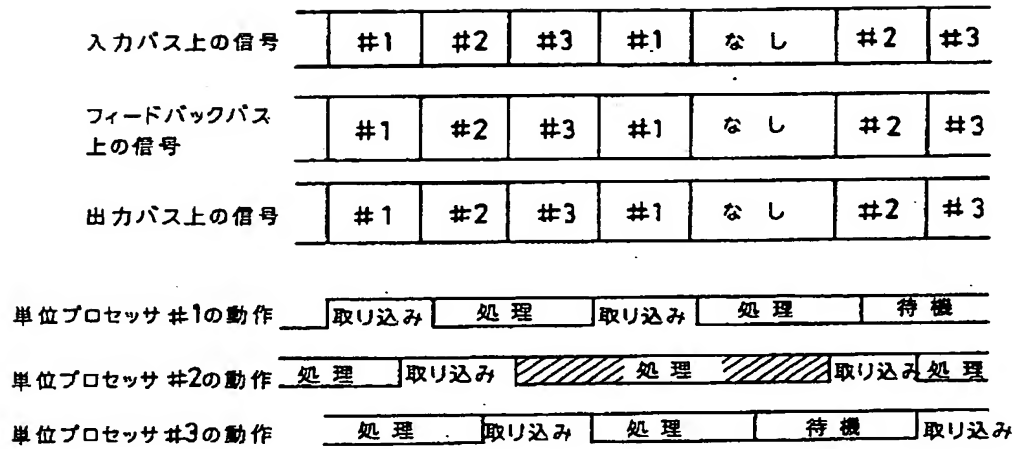 入力バス上の信号 #1 #2 #3 #1 なし #2 #3
フィードバックバス
上の信号 #1 #2 #3 #1 なし #2 #3
出力バス上の信号 #1 #2 #3 #1 なし #2 #3
単位プロセッサ #1の動作 取り込み 処理 取り込み 処理 待機
単位プロセッサ #2の動作 処理 取り込み 処理 取り込み 処理
単位プロセッサ #3の動作 処理 取り込み 処理 待機 取り込み